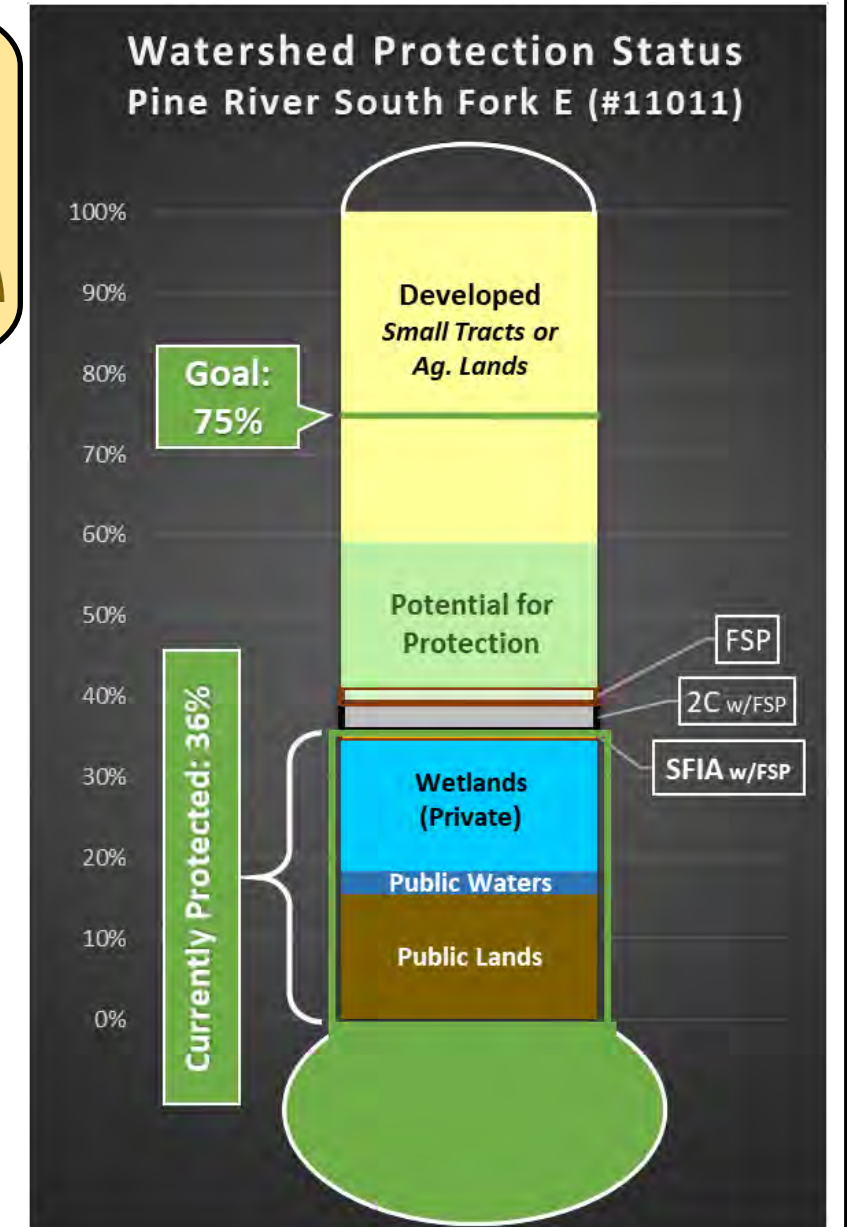 Watershed Protection Status
Pine River South Fork E (#11011)
100%
90%
80%
70%
60%
50%
40%
30%
20%
10%
0%
Goal:
75%
Currently Protected: 36%
Developed
Small Tracts or
Ag. Lands
Potential for
Protection
FSP
2C w/FSP
SFIA w/FSP
Wetlands
(Private)
Public Waters
Public Lands